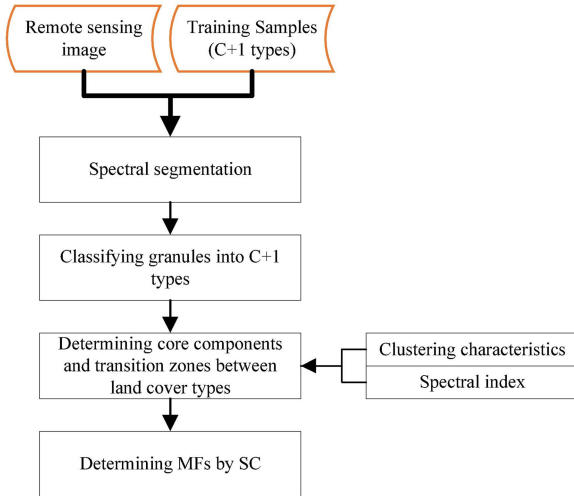 Remote sensing
image
Training Samples
(C+1 types)
Spectral segmentation
Classifying granules into C+1
types
Determining core components
and transition zones between
land cover types
Clustering characteristics
Spectral index
Determining MFs by SC